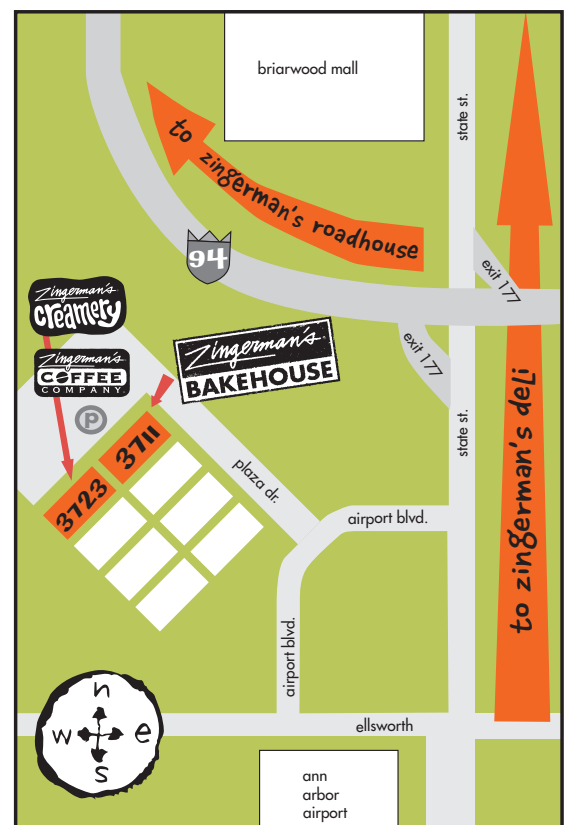 briarwood mall
state st.
to zingerman's roadhouse
94
exit 177
exit 177
Zingerman's
Creamery
Zingerman's
COFFEE
COMPANY.
P
Zingerman's
BAKEHOUSE
3711
3723
plaza dr.
state st.
airport blvd.
to zingerman's deli
airport blvd.
ellsworth
n
w e
s
ann
arbor
airport